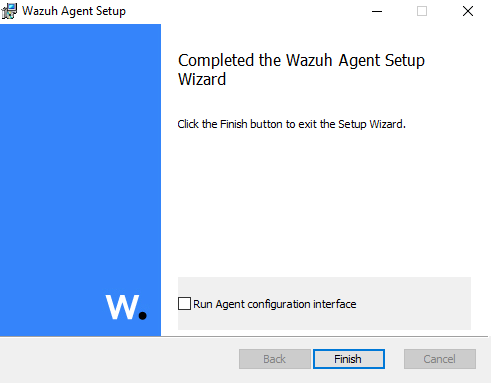 Wazuh Agent Setup
Completed the Wazuh Agent Setup
Wizard
Click the Finish button to exit the Setup Wizard.
W.
Run Agent configuration interface
Back
Finish
Cancel